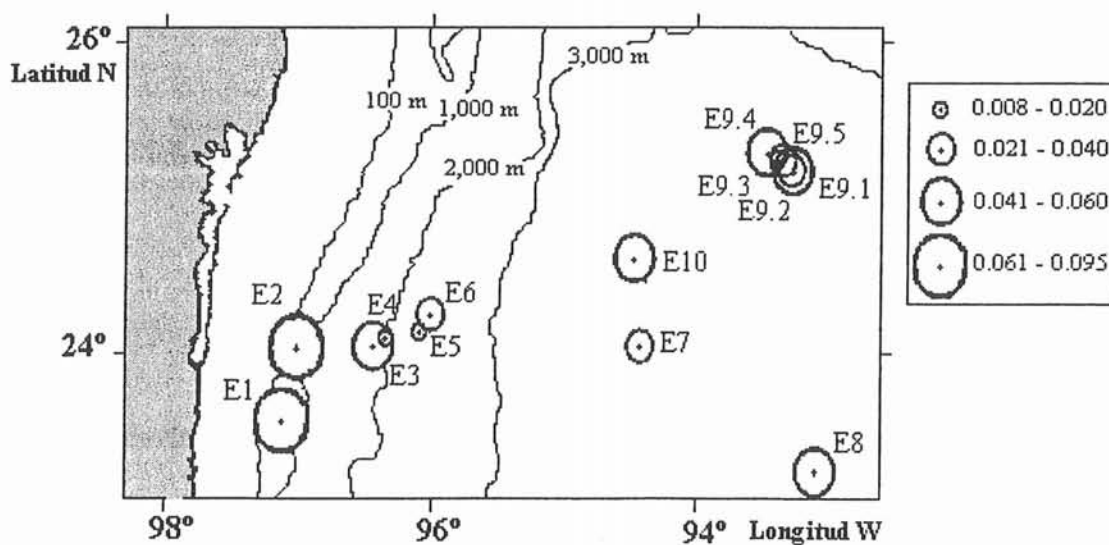 26°
Latitud N
24°
98°
96°
94°
Longitud W
100 m
1,000 m
2,000 m
3,000 m
E9.4
E9.5
E9.3
E9.2
E9.1
E10
E7
E8
E2
E4
E6
E5
E3
E1
0.008 - 0.020
0.021 - 0.040
0.041 - 0.060
0.061 - 0.095